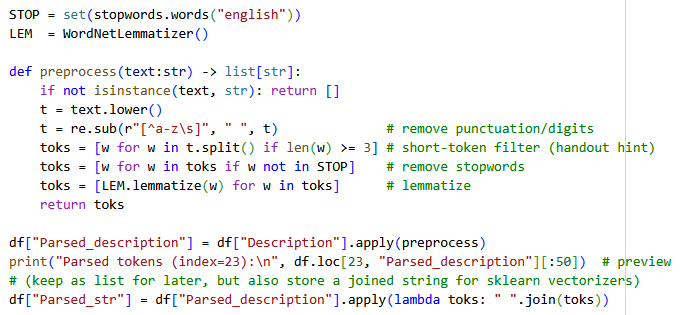 STOP = set(stopwords.words("english"))
LEM  = WordNetLemmatizer()

def preprocess(text:str) -> list[str]:
    if not isinstance(text, str): return []
    t = text.lower()
    t = re.sub(r"[^a-z\s]", " ", t)            # remove punctuation/digits
    toks = [w for w in t.split() if len(w) >= 3] # short-token filter (handout hint)
    toks = [w for w in toks if w not in STOP]    # remove stopwords
    toks = [LEM.lemmatize(w) for w in toks]      # lemmatize
    return toks

df["Parsed_description"] = df["Description"].apply(preprocess)
print("Parsed tokens (index=23):\n", df.loc[23, "Parsed_description"][:50])  # preview
# (keep as list for later, but also store a joined string for sklearn vectorizers)
df["Parsed_str"] = df["Parsed_description"].apply(lambda toks: " ".join(toks))